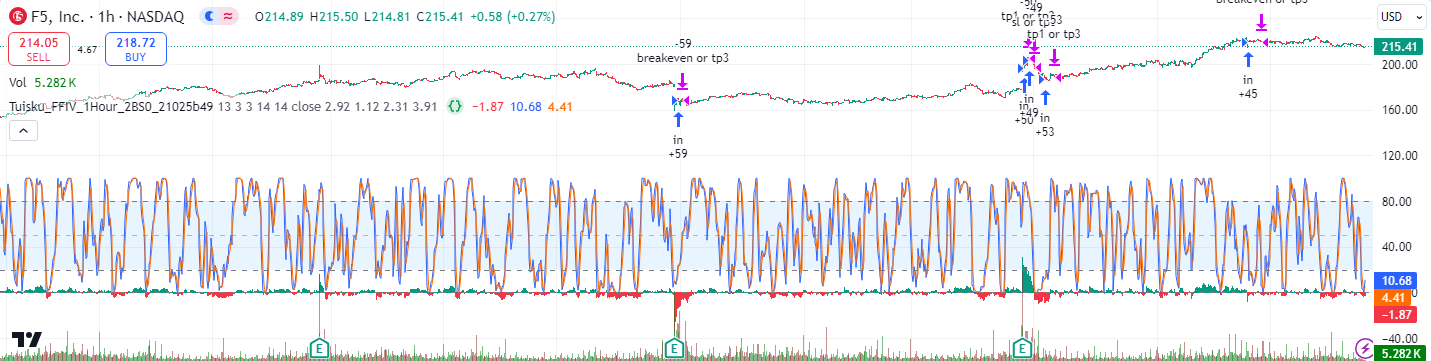 F5, Inc. · 1h · NASDAQ
O214.89 H215.50 L214.81 C215.41 +0.58 (+0.27%)
USD
214.05
SELL
4.67
218.72
BUY
Vol 5.282 K
Tuisku_FFIV_1Hour_2BS0_21025b49 13 3 3 14 14 close 2.92 1.12 2.31 3.91 {} −1.87 10.68 4.41
-59
breakeven or tp3
in
+59
-49
tp1 or tp3
tp1 or tp3
in
in
+49
+50
in
+53
breakeven or tp3
in
+45
215.41
200.00
160.00
120.00
80.00
40.00
10.68
4.41
−1.87
−40.00
5.282 K
E
E
E